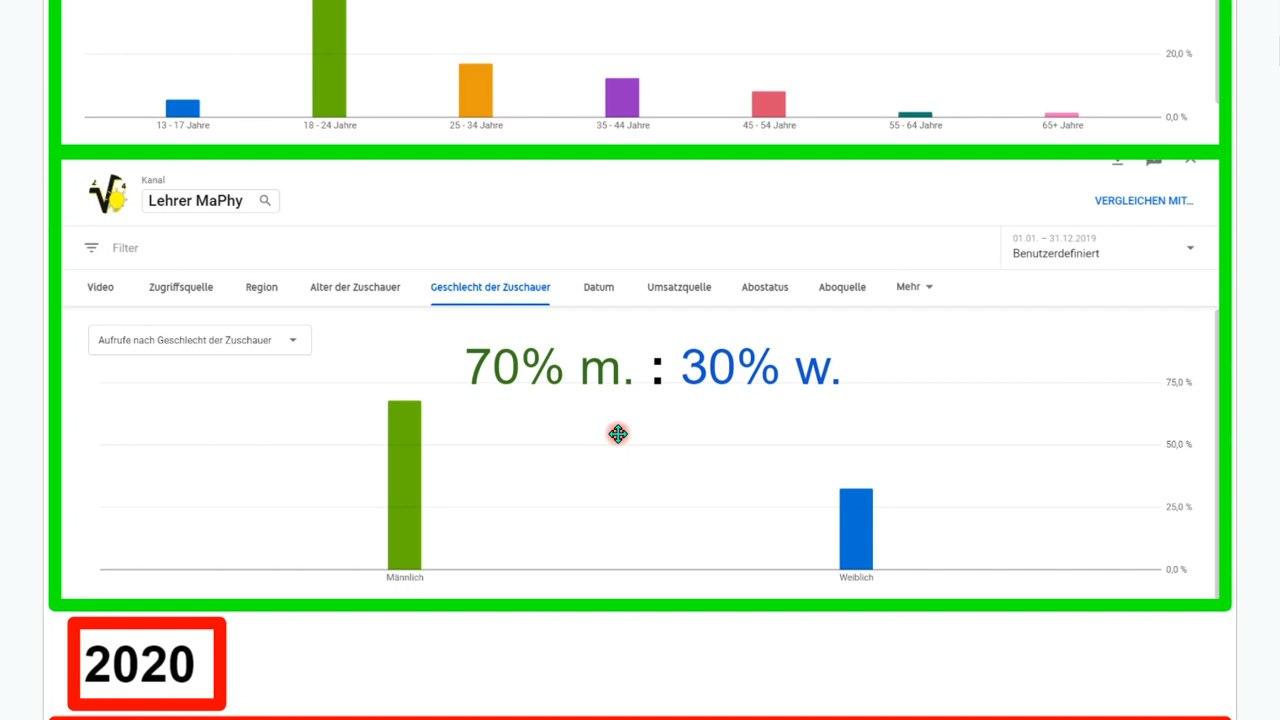 20,0 %
0,0 %
13 - 17 Jahre 18 - 24 Jahre 25 - 34 Jahre 35 - 44 Jahre 45 - 54 Jahre 55 - 64 Jahre 65+ Jahre
Kanal
Lehrer MaPhy
VERGLEICHEN MIT...
Filter
01.01. – 31.12.2019
Benutzerdefiniert
Video Zugriffsquelle Region Alter der Zuschauer Geschlecht der Zuschauer Datum Umsatzquelle Abostatus Aboquelle Mehr
Aufrufe nach Geschlecht der Zuschauer
70% m. : 30% w.
75,0 %
50,0 %
25,0 %
0,0 %
Männlich Weiblich
2020